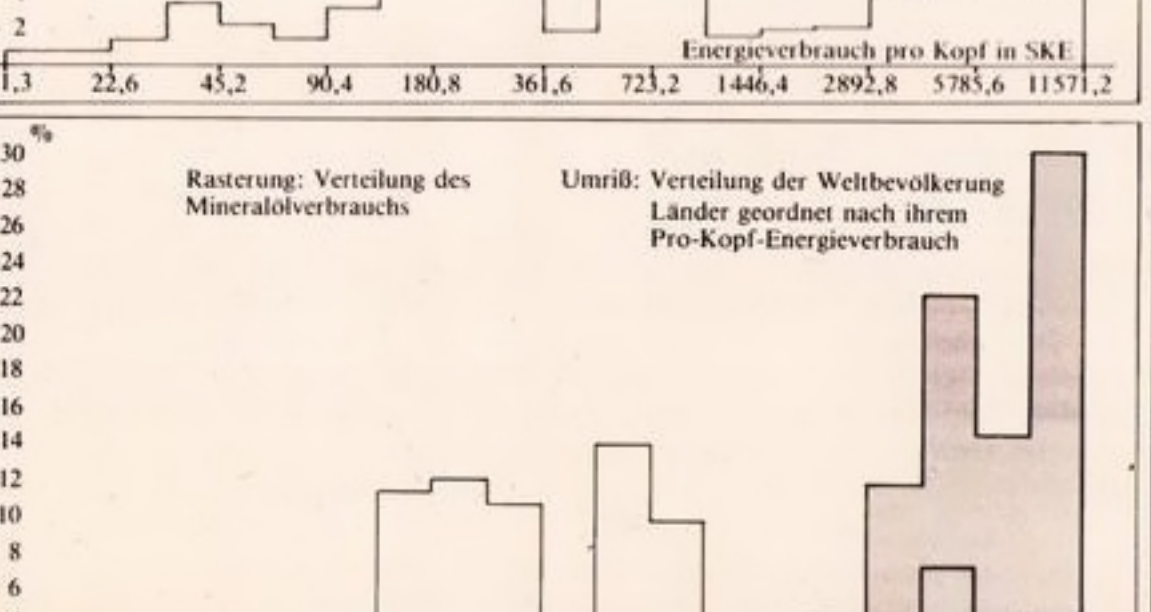 2
Energieverbrauch pro Kopf in SKE
1,3 22,6 45,2 90,4 180,8 361,6 723,2 1446,4 2892,8 5785,6 11571,2
%
30
28
26
24
22
20
18
16
14
12
10
8
6
Rasterung: Verteilung des
Mineralölverbrauchs
Umriß: Verteilung der Weltbevölkerung
Länder geordnet nach ihrem
Pro-Kopf-Energieverbrauch